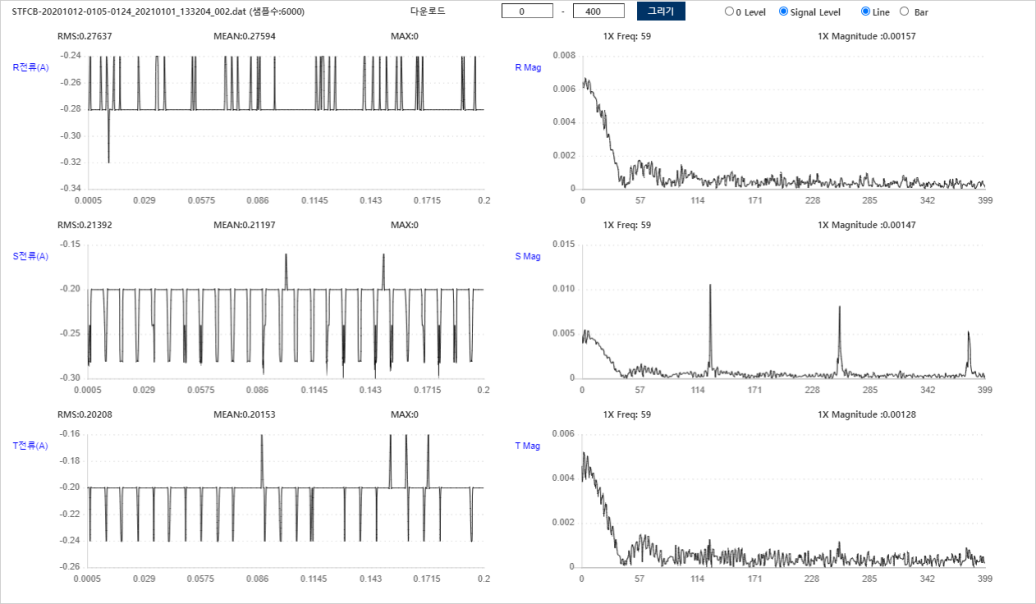 STFCB-20201012-0105-0124_20210101_133204_002.dat (샘플수:6000) 다운로드 0 - 400 그리기 0 Level Signal Level Line Bar
RMS:0.27637 MEAN:0.27594 MAX:0 1X Freq: 59 1X Magnitude :0.00157
R전류(A)
-0.24
-0.26
-0.28
-0.30
-0.32
-0.34
0.0005 0.029 0.0575 0.086 0.1145 0.143 0.1715 0.2
R Mag
0.008
0.006
0.004
0.002
0
0 57 114 171 228 285 342 399
RMS:0.21392 MEAN:0.21197 MAX:0 1X Freq: 59 1X Magnitude :0.00147
S전류(A)
-0.15
-0.20
-0.25
-0.30
0.0005 0.029 0.0575 0.086 0.1145 0.143 0.1715 0.2
S Mag
0.015
0.010
0.005
0
0 57 114 171 228 285 342 399
RMS:0.20208 MEAN:0.20153 MAX:0 1X Freq: 59 1X Magnitude :0.00128
T전류(A)
-0.16
-0.18
-0.20
-0.22
-0.24
-0.26
0.0005 0.029 0.0575 0.086 0.1145 0.143 0.1715 0.2
T Mag
0.006
0.004
0.002
0
0 57 114 171 228 285 342 399